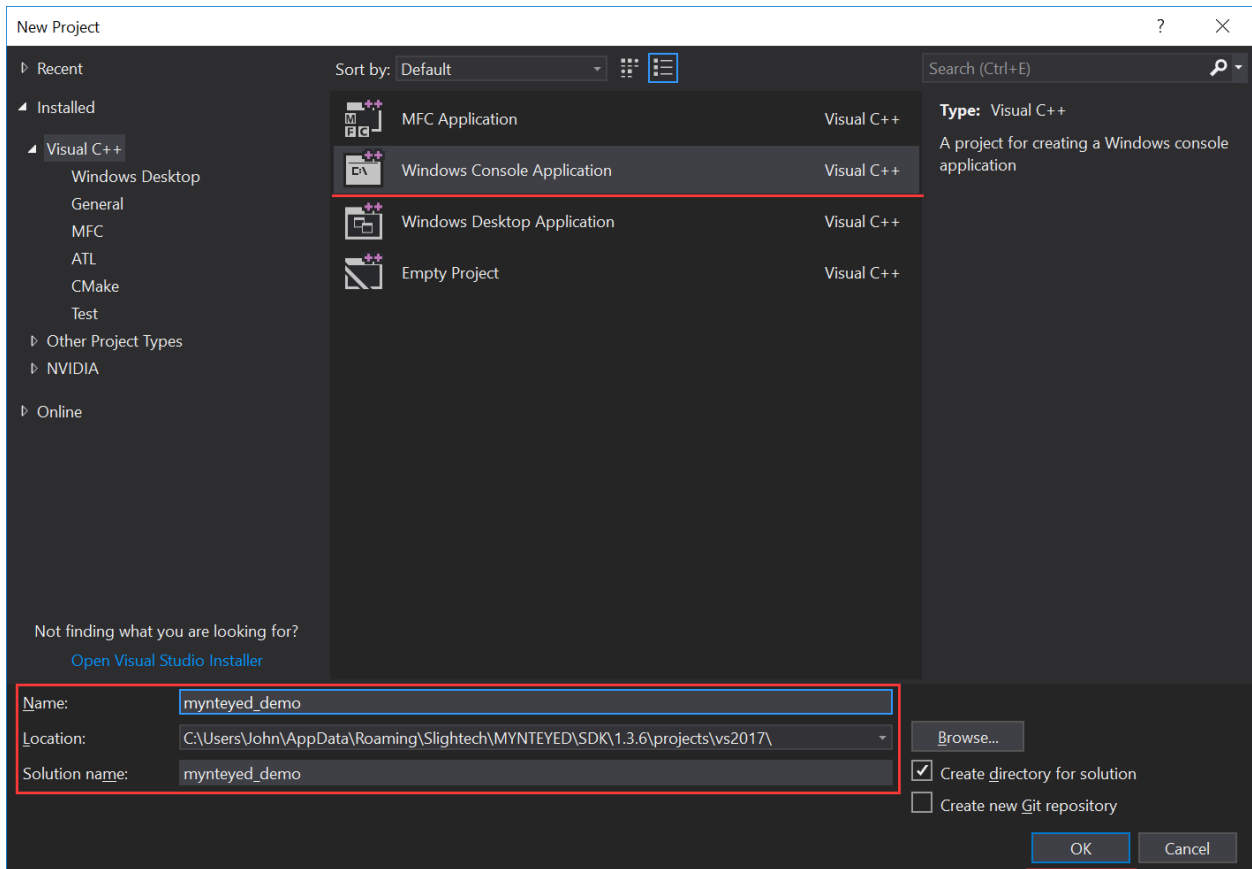 New Project
?
Recent
Installed
Visual C++
Windows Desktop
General
MFC
ATL
CMake
Test
Other Project Types
NVIDIA
Online
Not finding what you are looking for?
Open Visual Studio Installer
Sort by: Default
MFC Application Visual C++
Windows Console Application Visual C++
Windows Desktop Application Visual C++
Empty Project Visual C++
Search (Ctrl+E)
Type: Visual C++
A project for creating a Windows console
application
Name: mynteyed_demo
Location: C:\Users\John\AppData\Roaming\Slightech\MYNTEYED\SDK\1.3.6\projects\vs2017\
Solution name: mynteyed_demo
Browse...
Create directory for solution
Create new Git repository
OK Cancel